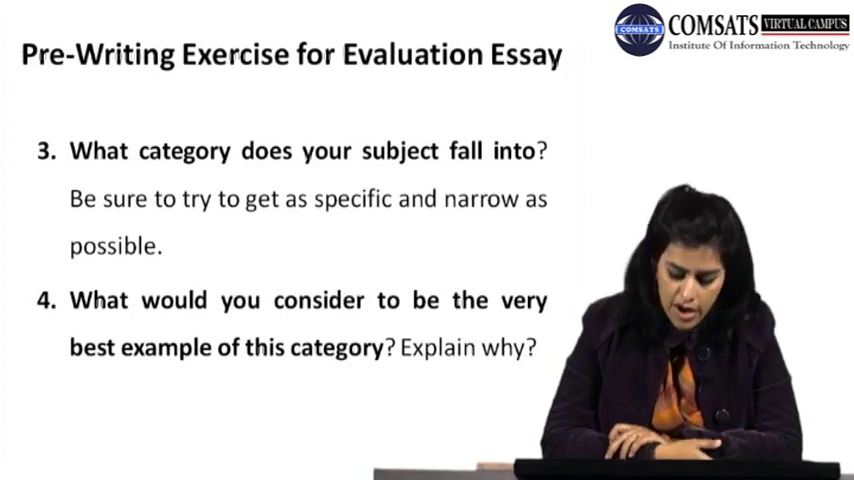 COMSATS VIRTUAL CAMPUS
COMSATS
Institute Of Information Technology
Pre-Writing Exercise for Evaluation Essay
3. What category does your subject fall into?
Be sure to try to get as specific and narrow as
possible.
4. What would you consider to be the very
best example of this category? Explain why?